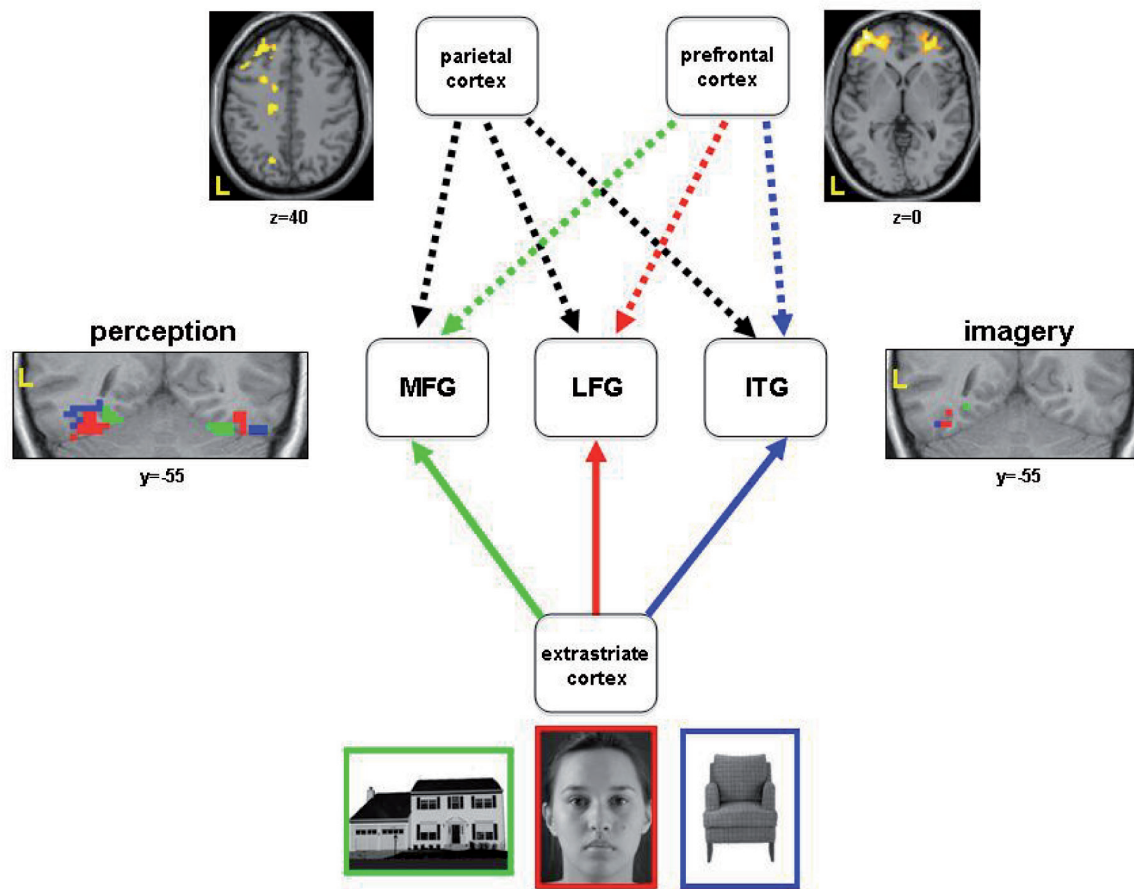 parietal
cortex
prefrontal
cortex
L
z=40
L
z=0
perception
L
y=-55
MFG
LFG
ITG
imagery
L
y=-55
extrastriate
cortex